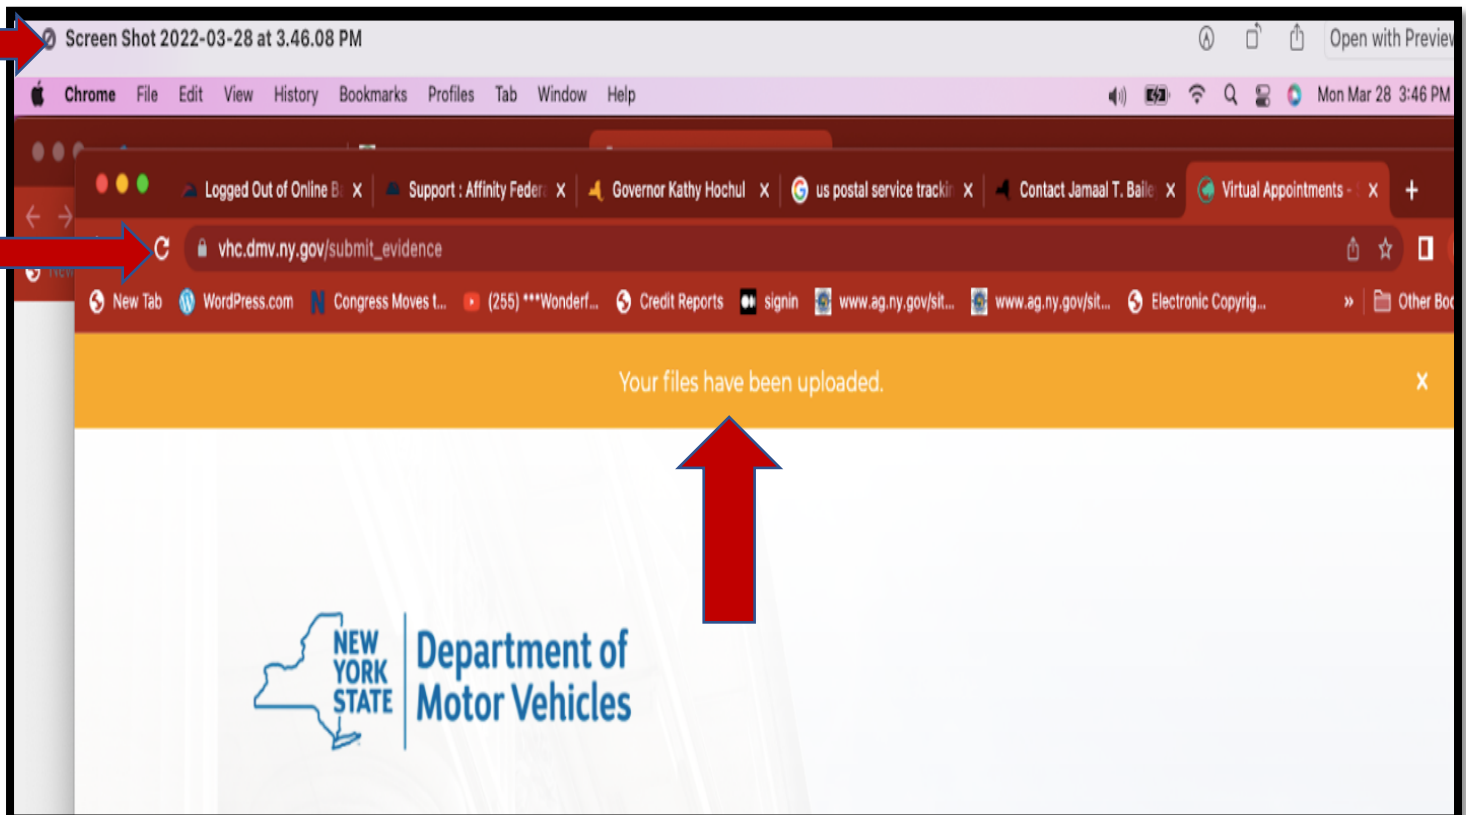 Screen Shot 2022-03-28 at 3.46.08 PM Open with Preview
Chrome File Edit View History Bookmarks Profiles Tab Window Help Mon Mar 28 3:46 PM
Logged Out of Online B Support : Affinity Feder Governor Kathy Hochul us postal service trackin Contact Jamaal T. Baile Virtual Appointments -
vhc.dmv.ny.gov/submit_evidence
New Tab WordPress.com Congress Moves t... (255) ***Wonderf... Credit Reports signin www.ag.ny.gov/sit... www.ag.ny.gov/sit... Electronic Copyrig... » Other Boo
Your files have been uploaded.
NEW
YORK
STATE
Department of
Motor Vehicles